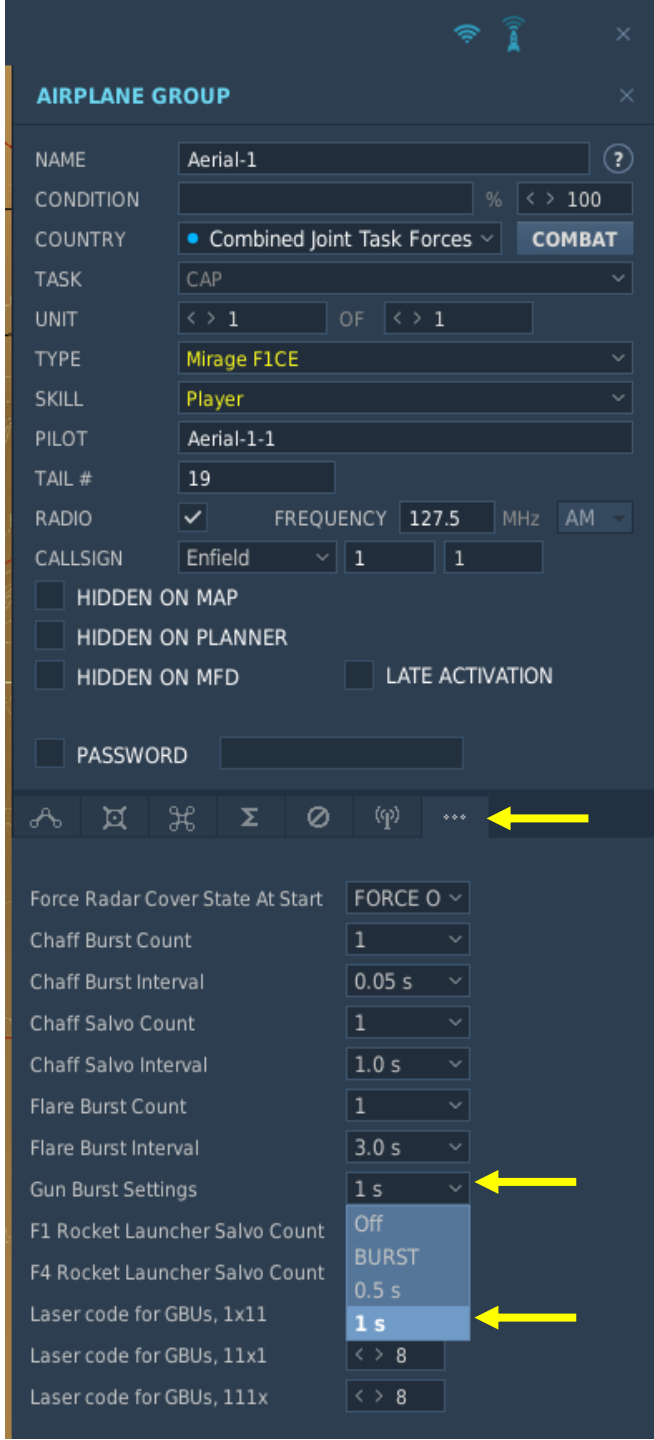 AIRPLANE GROUP
NAME Aerial-1 ?
CONDITION % < > 100
COUNTRY Combined Joint Task Forces COMBAT
TASK CAP
UNIT < > 1 OF < > 1
TYPE Mirage F1CE
SKILL Player
PILOT Aerial-1-1
TAIL # 19
RADIO FREQUENCY 127.5 MHz AM
CALLSIGN Enfield 1 1
HIDDEN ON MAP
HIDDEN ON PLANNER
HIDDEN ON MFD LATE ACTIVATION
PASSWORD
Force Radar Cover State At Start FORCE O
Chaff Burst Count 1
Chaff Burst Interval 0.05 s
Chaff Salvo Count 1
Chaff Salvo Interval 1.0 s
Flare Burst Count 1
Flare Burst Interval 3.0 s
Gun Burst Settings 1 s
Off
F1 Rocket Launcher Salvo Count
BURST
F4 Rocket Launcher Salvo Count
0.5 s
Laser code for GBUs, 1x11
1 s
Laser code for GBUs, 11x1 < > 8
Laser code for GBUs, 111x < > 8